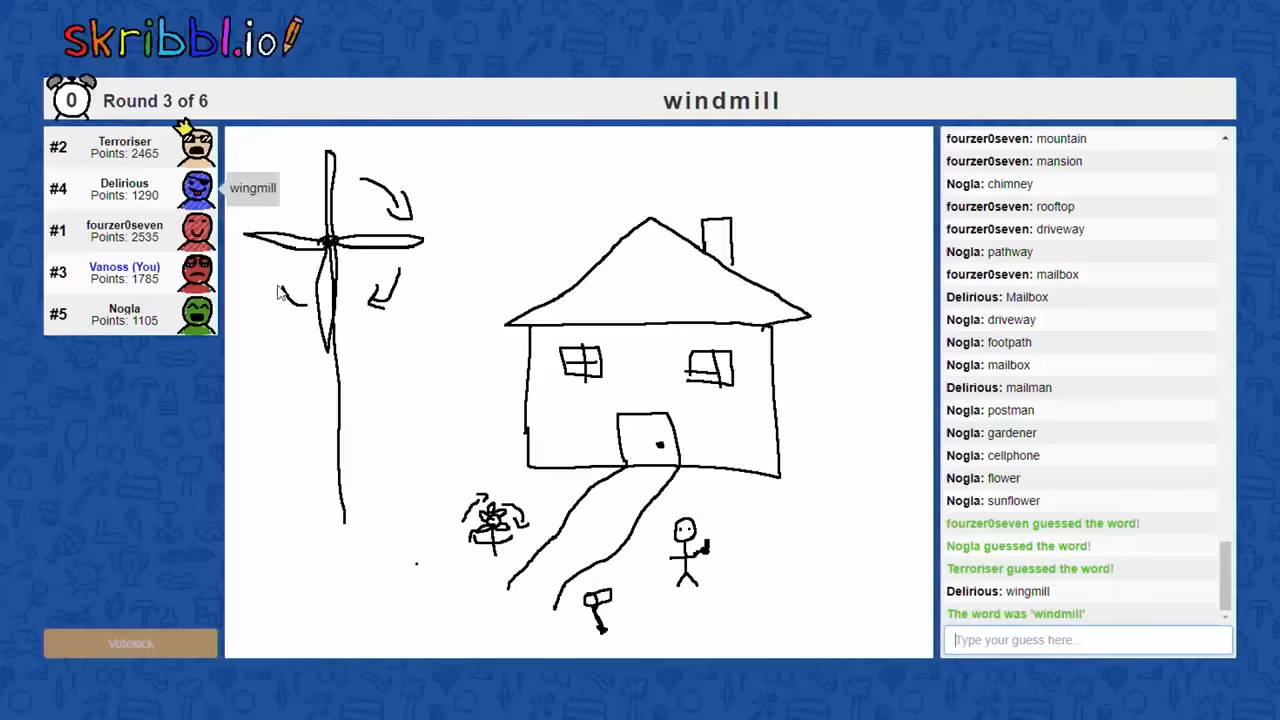 skribbl.io
0
Round 3 of 6
windmill
#2
Terroriser
Points: 2465
#4
Delirious
Points: 1290
wingmill
#1
fourzer0seven
Points: 2535
#3
Vanoss (You)
Points: 1785
#5
Nogla
Points: 1105
Votekick
fourzer0seven: mountain
fourzer0seven: mansion
Nogla: chimney
fourzer0seven: rooftop
fourzer0seven: driveway
Nogla: pathway
fourzer0seven: mailbox
Delirious: Mailbox
Nogla: driveway
Nogla: footpath
Nogla: mailbox
Delirious: mailman
Nogla: postman
Nogla: gardener
Nogla: cellphone
Nogla: flower
Nogla: sunflower
fourzer0seven guessed the word!
Nogla guessed the word!
Terroriser guessed the word!
Delirious: wingmill
The word was 'windmill'
Type your guess here...